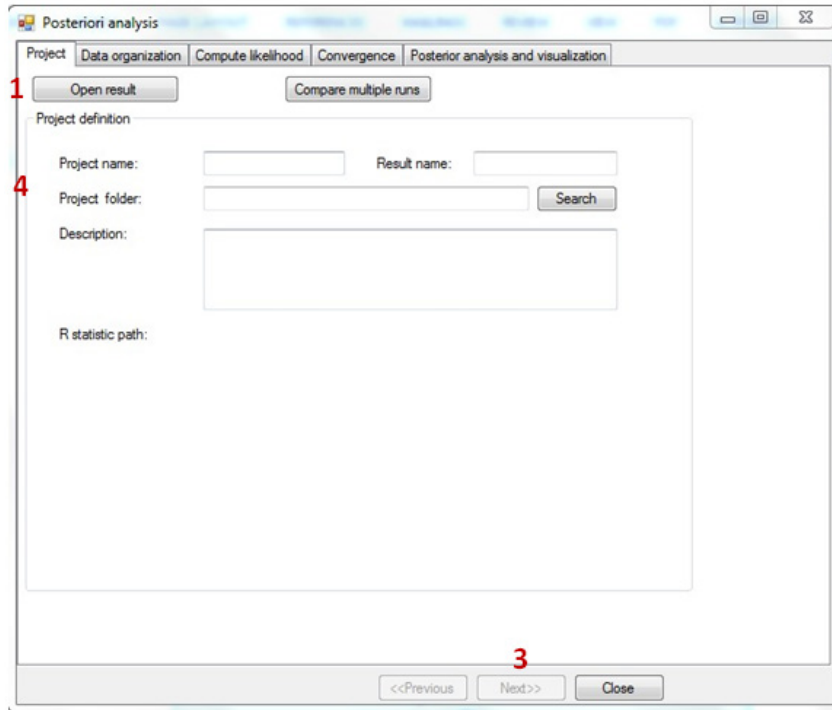 Posteriori analysis
Project Data organization Compute likelihood Convergence Posterior analysis and visualization
1 Open result Compare multiple runs
Project definition
Project name: Result name:
4
Project folder: Search
Description:
R statistic path:
3
<<Previous Next>> Close